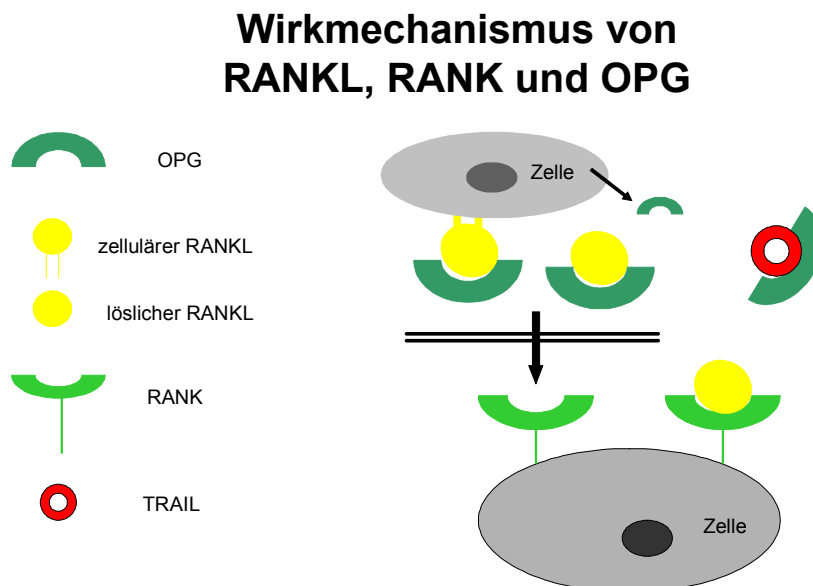 Wirkmechanismus von
RANKL, RANK und OPG
OPG
zellulärer RANKL
löslicher RANKL
RANK
TRAIL
Zelle
Zelle